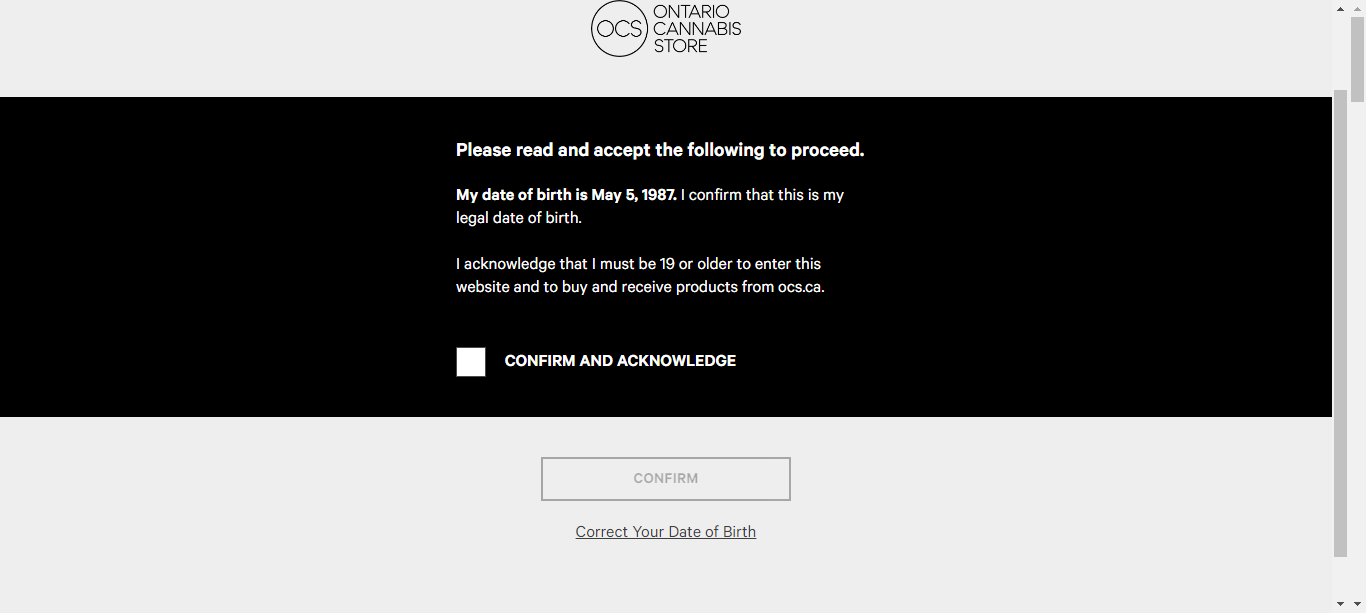 OCS
ONTARIO
CANNABIS
STORE
Please read and accept the following to proceed.
My date of birth is May 5, 1987. I confirm that this is my
legal date of birth.
I acknowledge that I must be 19 or older to enter this
website and to buy and receive products from ocs.ca.
CONFIRM AND ACKNOWLEDGE
CONFIRM
Correct Your Date of Birth